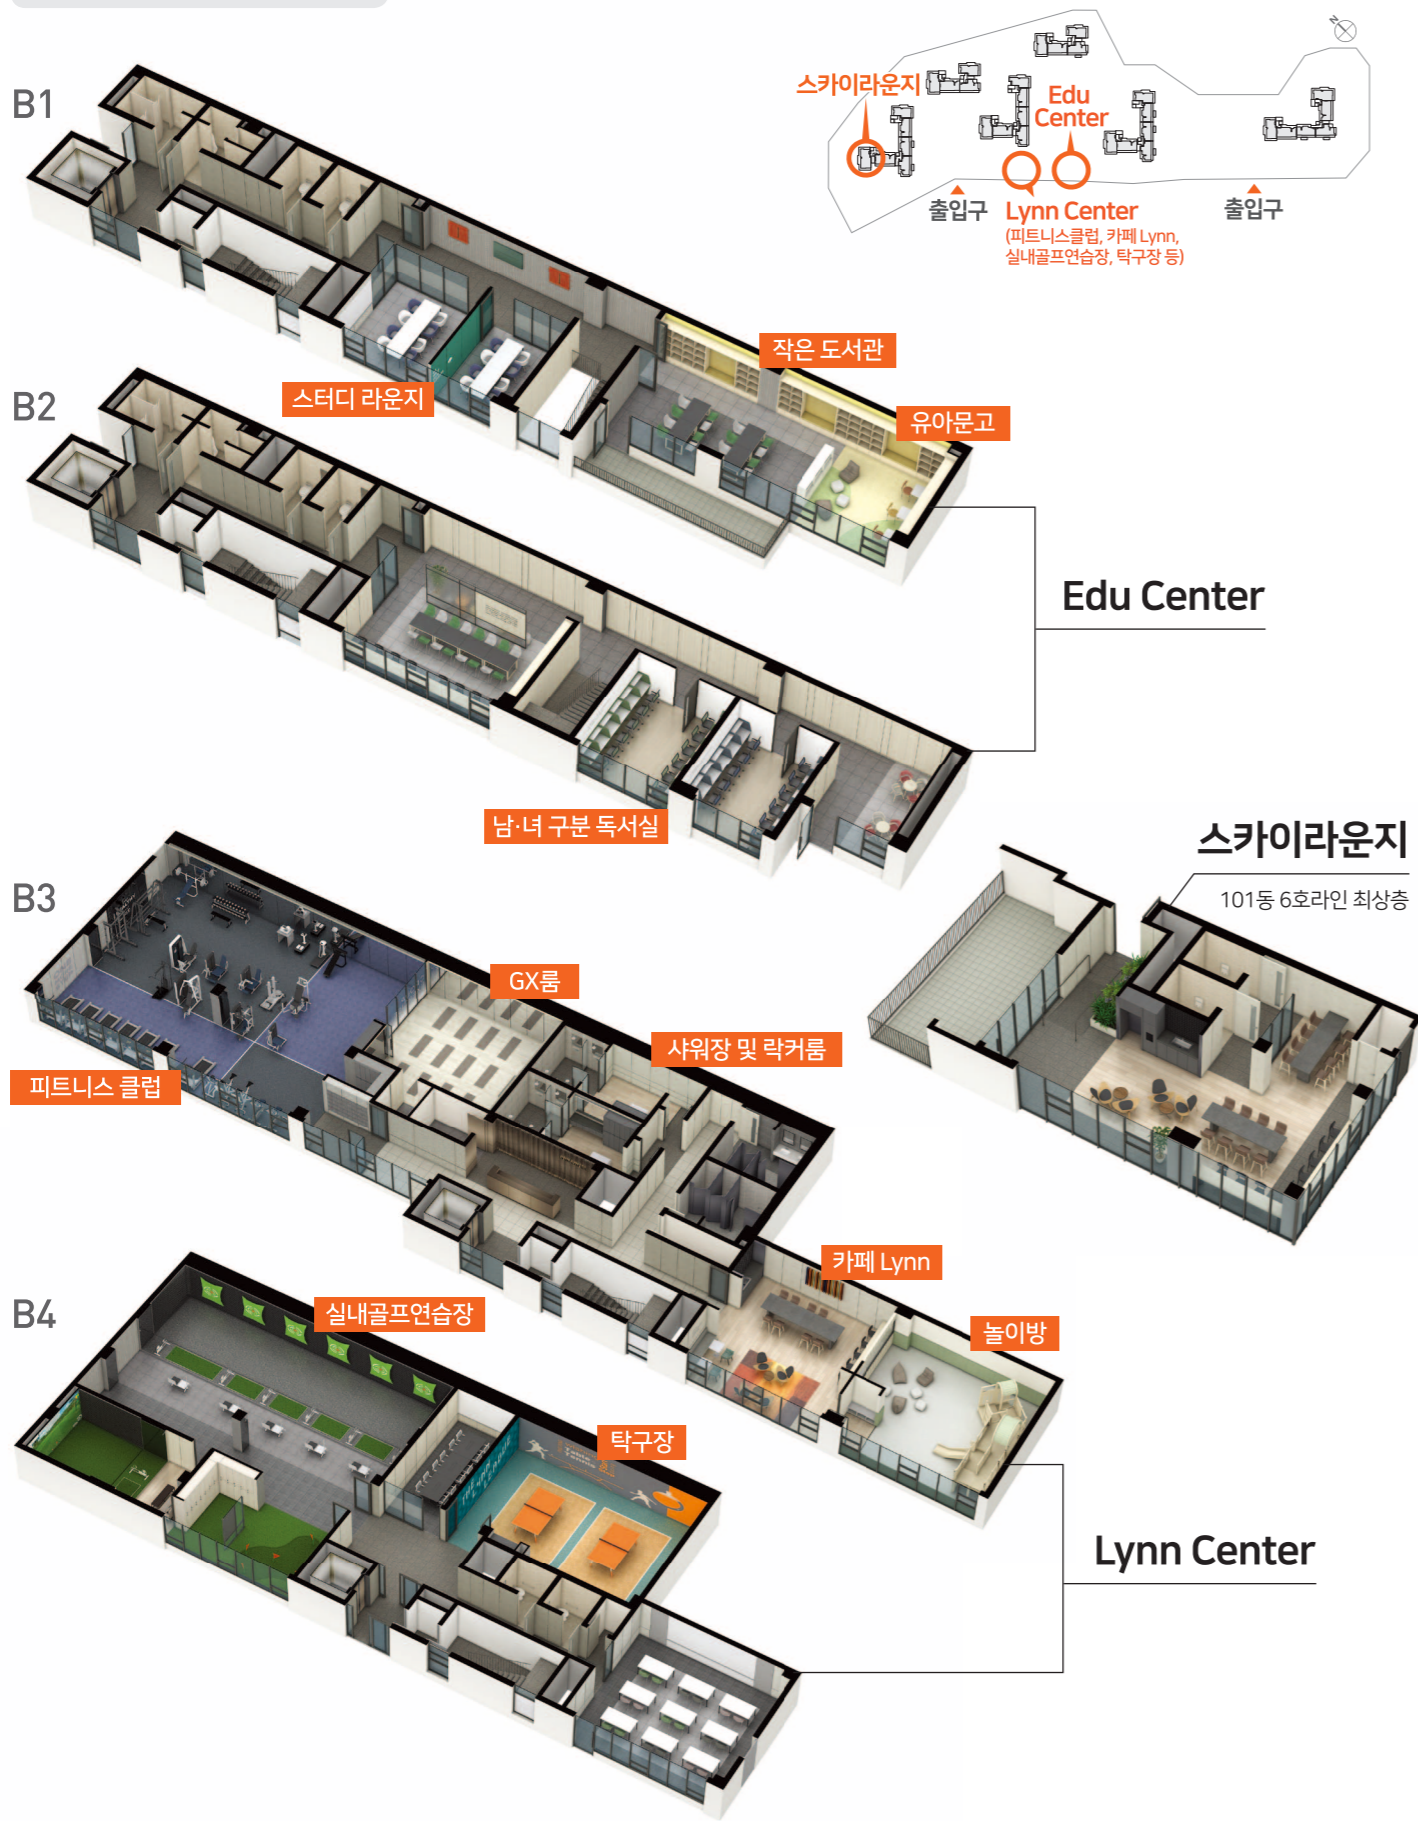 스카이라운지
Edu
Center
출입구
Lynn Center
(피트니스클럽, 카페 Lynn,
실내골프연습장, 탁구장 등)
출입구
N
B1
스터디 라운지
작은 도서관
유아문고
B2
남·녀 구분 독서실
Edu Center
스카이라운지
101동 6호라인 최상층
B3
피트니스 클럽
GX룸
샤워장 및 락커룸
카페 Lynn
놀이방
B4
실내골프연습장
탁구장
Table
Tennis
Lynn Center